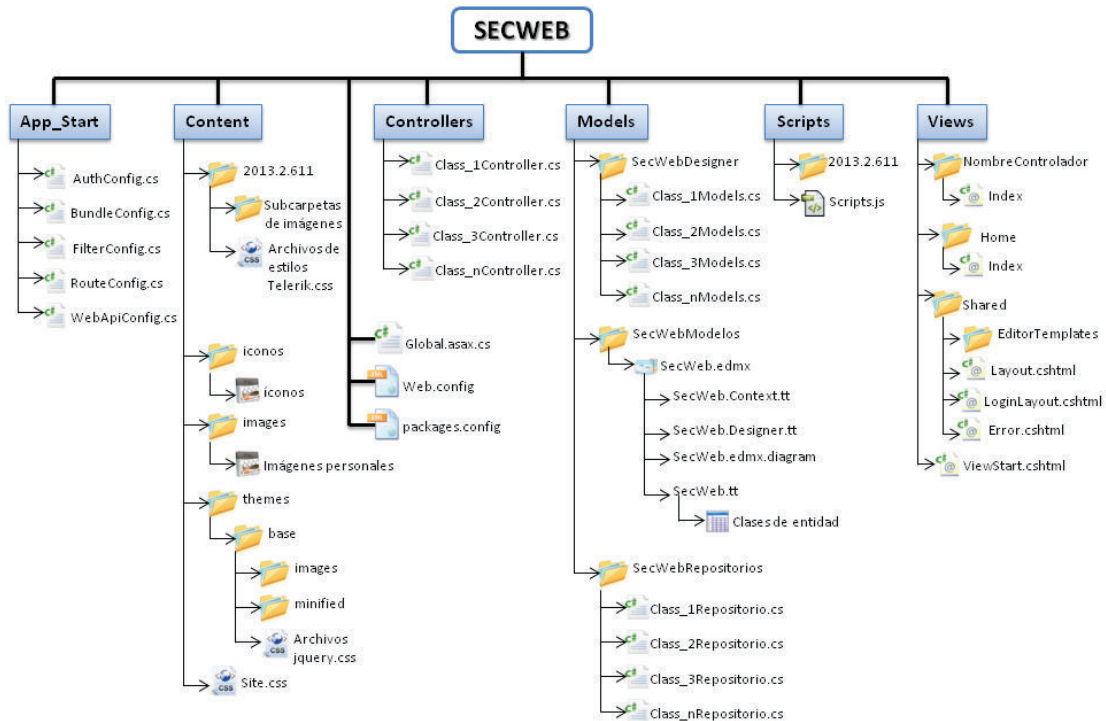 SECWEB
App_Start
AuthConfig.cs
BundleConfig.cs
FilterConfig.cs
RouteConfig.cs
WebApiConfig.cs
Content
2013.2.611
Subcarpetas
de imágenes
Archivos de
estilos
Telerik.css
iconos
íconos
images
Imágenes personales
themes
base
images
minified
Archivos
jquery.css
Site.css
Global.asax.cs
Web.config
packages.config
Controllers
Class_1Controller.cs
Class_2Controller.cs
Class_3Controller.cs
Class_nController.cs
Models
SecWebDesigner
Class_1Models.cs
Class_2Models.cs
Class_3Models.cs
Class_nModels.cs
SecWebModelos
SecWeb.edmx
SecWeb.Context.tt
SecWeb.Designer.tt
SecWeb.edmx.diagram
SecWeb.tt
Clases de entidad
SecWebRepositorios
Class_1Repositorio.cs
Class_2Repositorio.cs
Class_3Repositorio.cs
Class_nRepositorio.cs
Scripts
2013.2.611
Scripts.js
Views
NombreControlador
Index
Home
Index
Shared
EditorTemplates
Layout.cshtml
LoginLayout.cshtml
Error.cshtml
ViewStart.cshtml